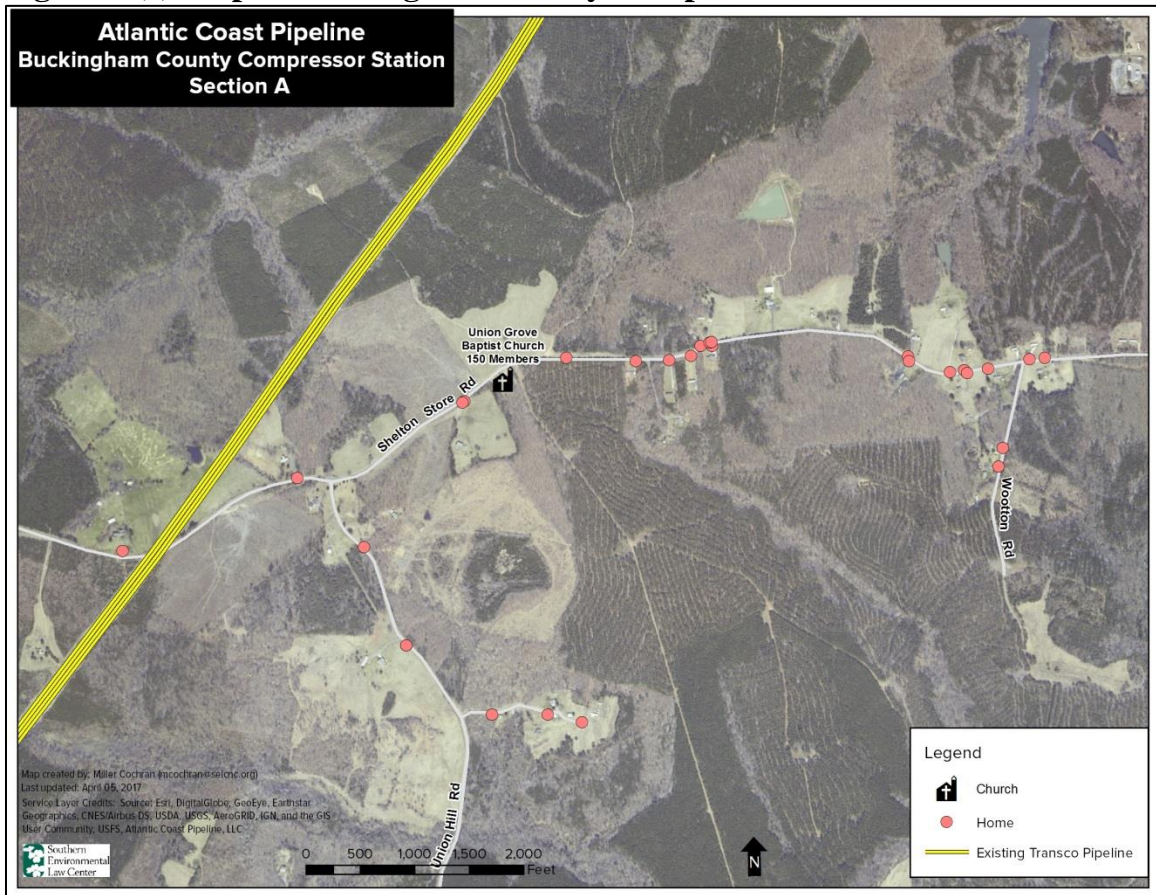 Atlantic Coast Pipeline
Buckingham County Compressor Station
Section A
Union Grove
Baptist Church
150 Members
Shelton Store Rd
Wootton Rd
Union Hill Rd
Map created by: Miller Cochran (mcochran@selcnc.org)
Last updated: April 05, 2017
Service Layer Credits: Source: Esri, DigitalGlobe, GeoEye, Earthstar
Geographics, CNES/Airbus DS, USDA, USGS, AeroGRID, IGN, and the GIS
User Community, USFS, Atlantic Coast Pipeline, LLC
Southern
Environmental
Law Center
0 500 1,000 1,500 2,000
Feet
N
Legend
Church
Home
Existing Transco Pipeline